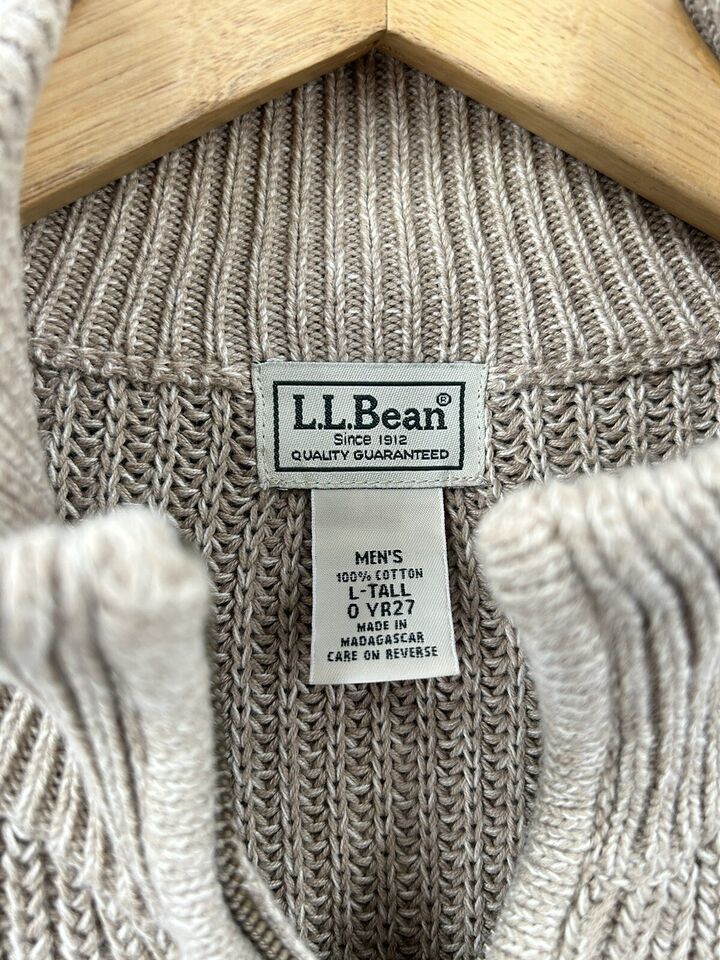 L.L.Bean®
Since 1912
QUALITY GUARANTEED
MEN'S
100% COTTON
L-TALL
0 YR27
MADE IN
MADAGASCAR
CARE ON REVERSE